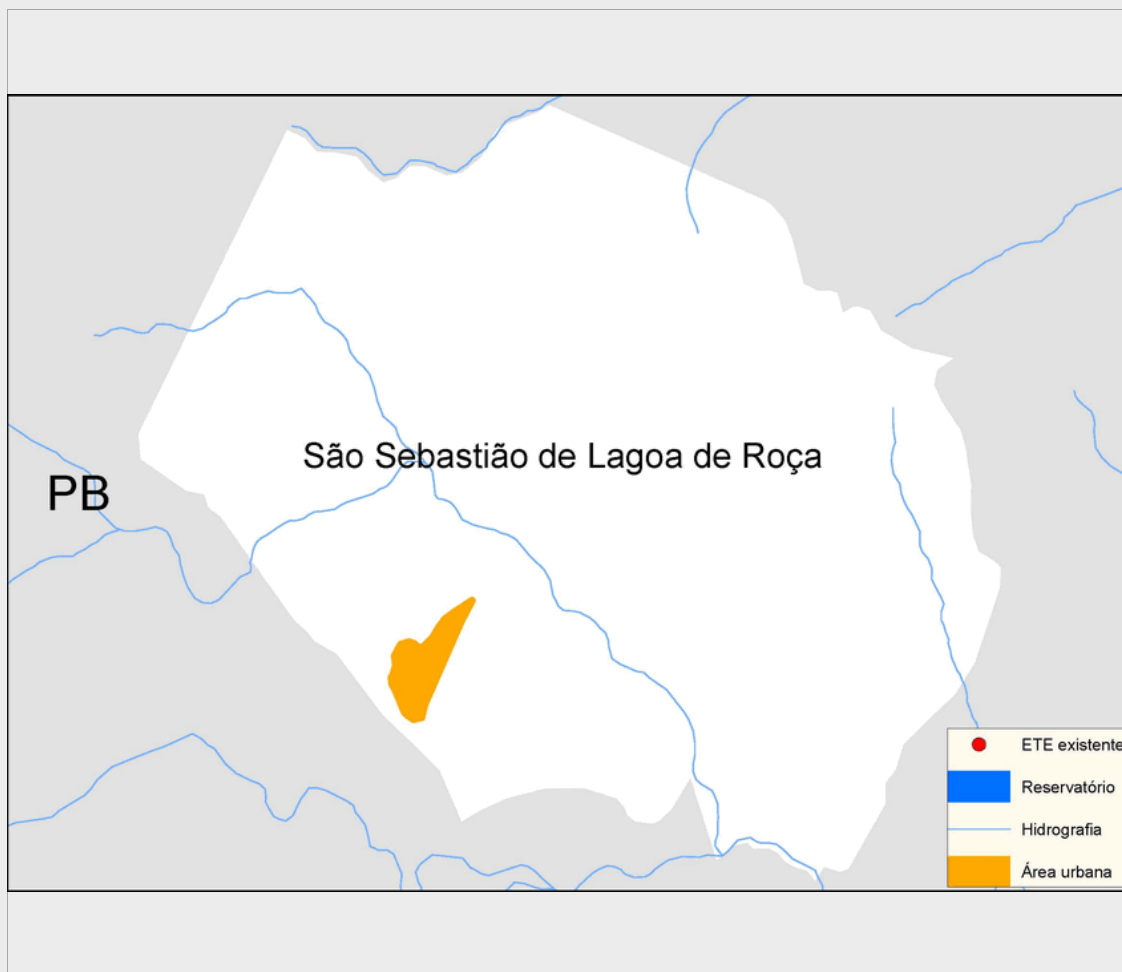 São Sebastião de Lagoa de Roça
PB
ETE existente
Reservatório
Hidrografia
Área urbana